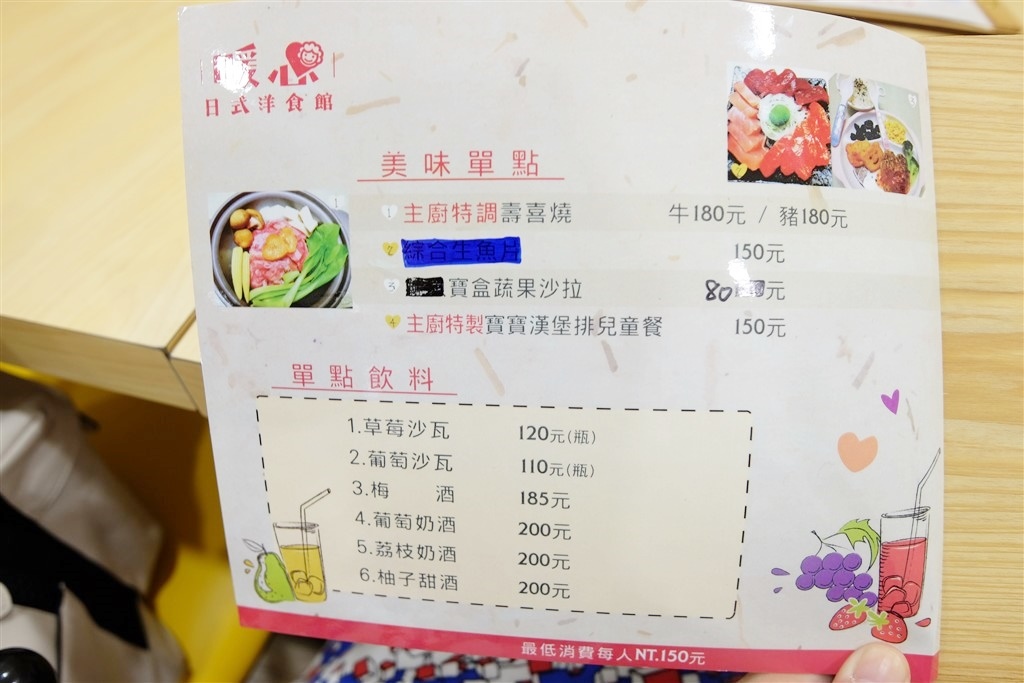 暖心
日式洋食館
美味單點
1 主廚特調壽喜燒 牛180元 / 豬180元
2 綜合生魚片 150元
3 寶盒蔬果沙拉 80元
4 主廚特製寶寶漢堡排兒童餐 150元
單點飲料
1.草莓沙瓦 120元(瓶)
2.葡萄沙瓦 110元(瓶)
3.梅 酒 185元
4.葡萄奶酒 200元
5.荔枝奶酒 200元
6.柚子甜酒 200元
最低消費每人NT.150元